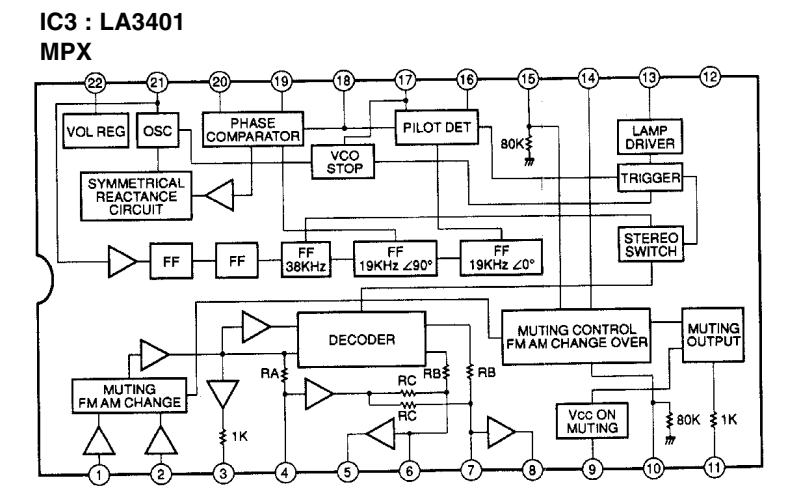 IC3 : LA3401
MPX
22 21 20 19 18 17 16 15 14 13 12
VOL REG
OSC
PHASE
COMPARATOR
PILOT DET
80K
LAMP
DRIVER
VCO
STOP
TRIGGER
SYMMETRICAL
REACTANCE
CIRCUIT
STEREO
SWITCH
FF
FF
FF
38KHz
FF
19KHz ∠90°
FF
19KHz ∠0°
DECODER
MUTING CONTROL
FM AM CHANGE OVER
MUTING
OUTPUT
RA
RB
RB
MUTING
FM AM CHANGE
RC
RC
1K
Vcc ON
MUTING
80K
1K
1 2 3 4 5 6 7 8 9 10 11